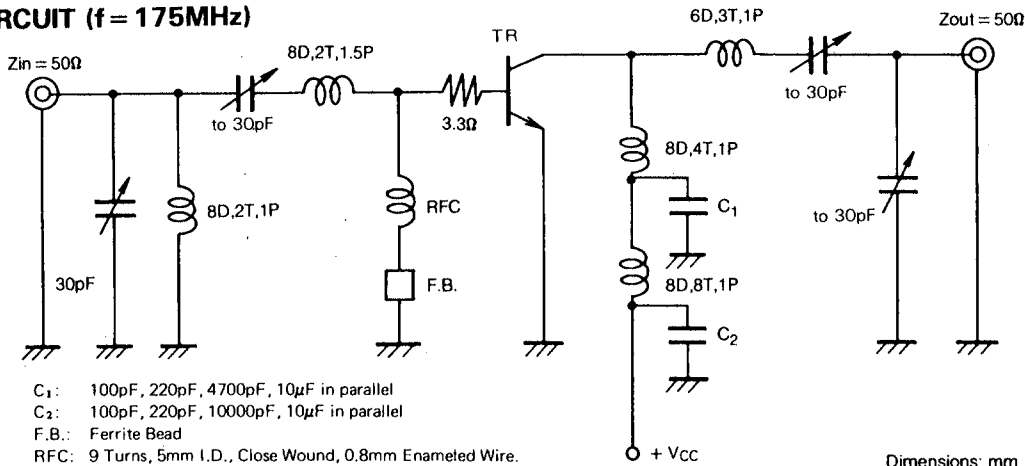 RCUIT (f = 175MHz)
Zin = 50Ω
8D,2T,1.5P
TR
6D,3T,1P
Zout = 50Ω
to 30pF
3.3Ω
to 30pF
8D,4T,1P
30pF
8D,2T,1P
RFC
C₁
to 30pF
F.B.
8D,8T,1P
C₂
C₁: 100pF, 220pF, 4700pF, 10μF in parallel
C₂: 100pF, 220pF, 10000pF, 10μF in parallel
F.B.: Ferrite Bead
RFC: 9 Turns, 5mm I.D., Close Wound, 0.8mm Enameted Wire.
+ VCC
Dimensions: mm